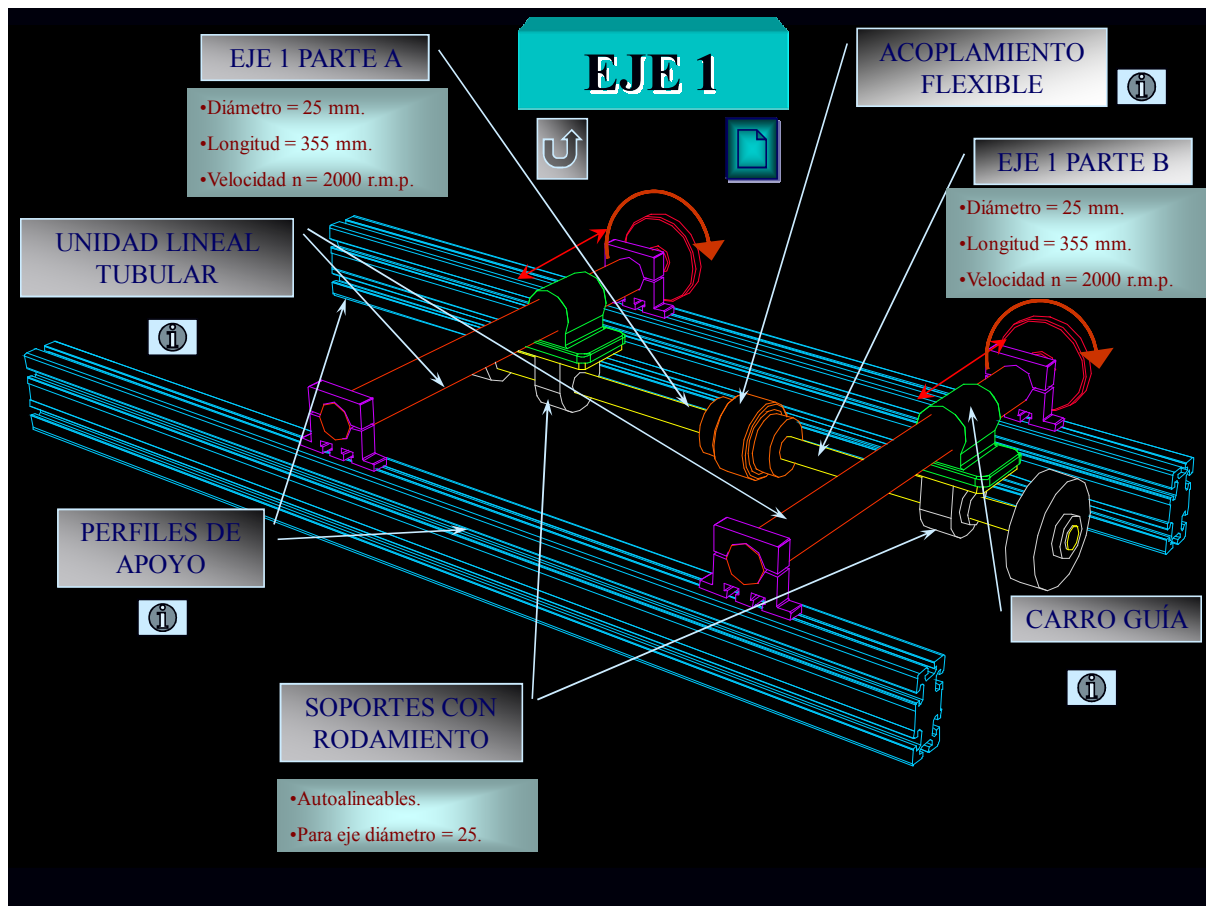 EJE 1
EJE 1 PARTE A
•Diámetro = 25 mm.
•Longitud = 355 mm.
•Velocidad n = 2000 r.m.p.
ACOPLAMIENTO
FLEXIBLE
EJE 1 PARTE B
•Diámetro = 25 mm.
•Longitud = 355 mm.
•Velocidad n = 2000 r.m.p.
UNIDAD LINEAL
TUBULAR
PERFILES DE
APOYO
CARRO GUÍA
SOPORTES CON
RODAMIENTO
•Autoalineables.
•Para eje diámetro = 25.